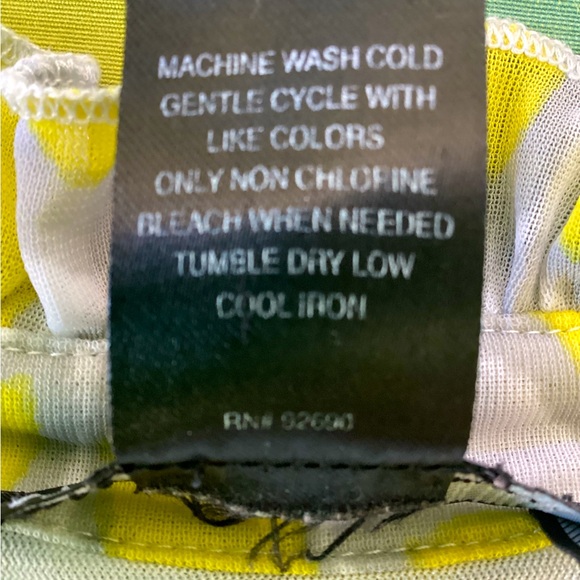 MACHINE WASH COLD
GENTLE CYCLE WITH
LIKE COLORS
ONLY NON CHLORINE
BLEACH WHEN NEEDED
TUMBLE DRY LOW
COOL IRON
RN# 92690